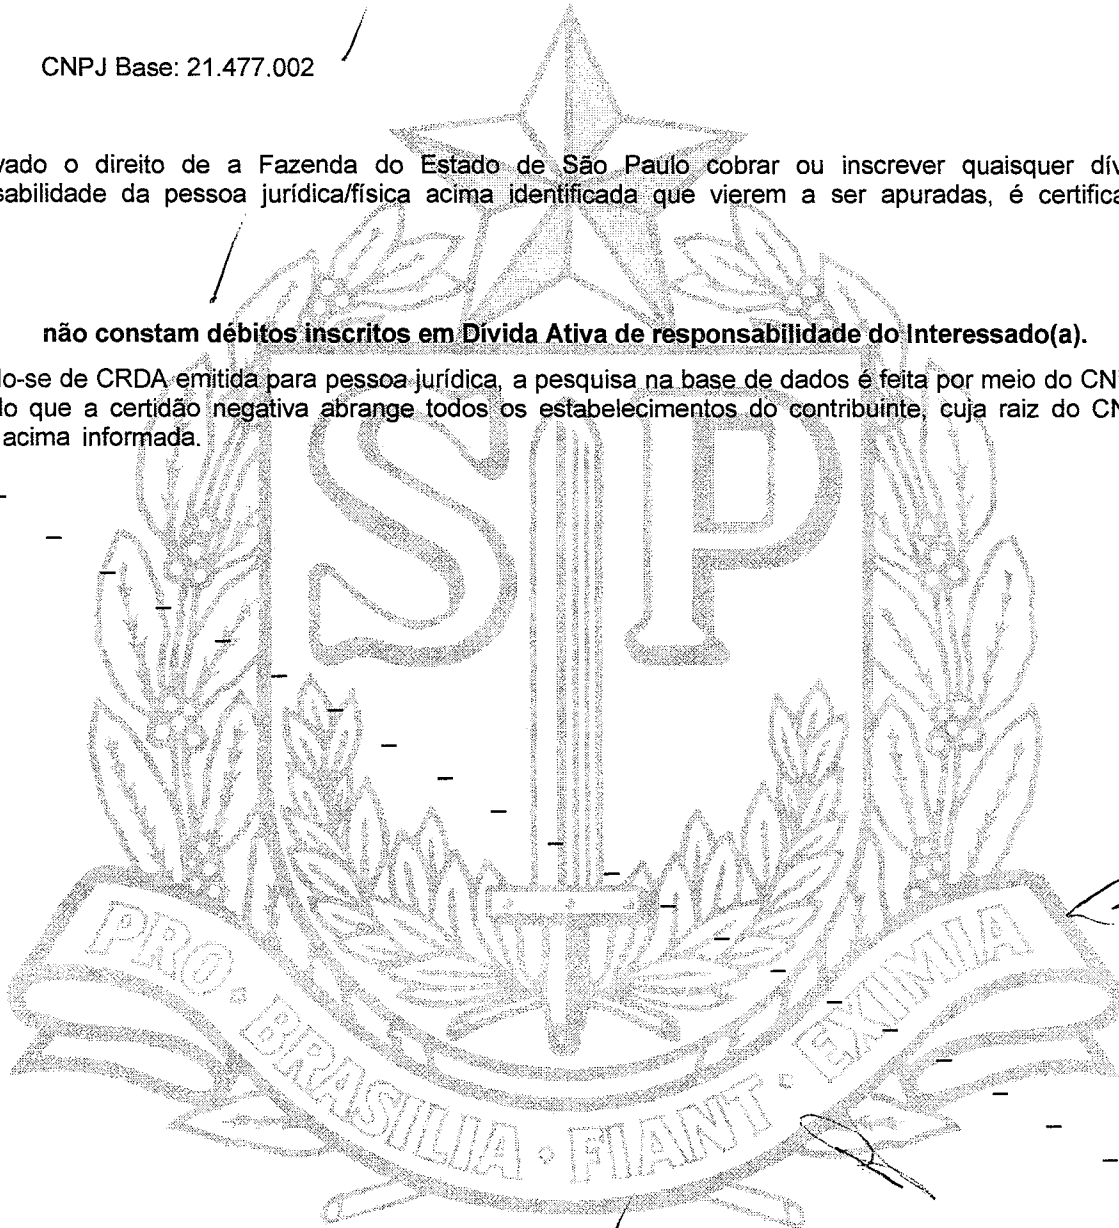 CNPJ Base: 21.477.002
vado o direito de a Fazenda do Estado de São Paulo cobrar ou inscrever quaisquer dív
sabilidade da pessoa jurídica/física acima identificada que vierem a ser apuradas, é certifica
não constam débitos inscritos em Dívida Ativa de responsabilidade do Interessado(a).
do-se de CRDA emitida para pessoa jurídica, a pesquisa na base de dados é feita por meio do CN
do que a certidão negativa abrange todos os estabelecimentos do contribuinte, cuja raiz do CN
acima informada.
SP
PRO · BRASILIA · FIANT · EXIMIA